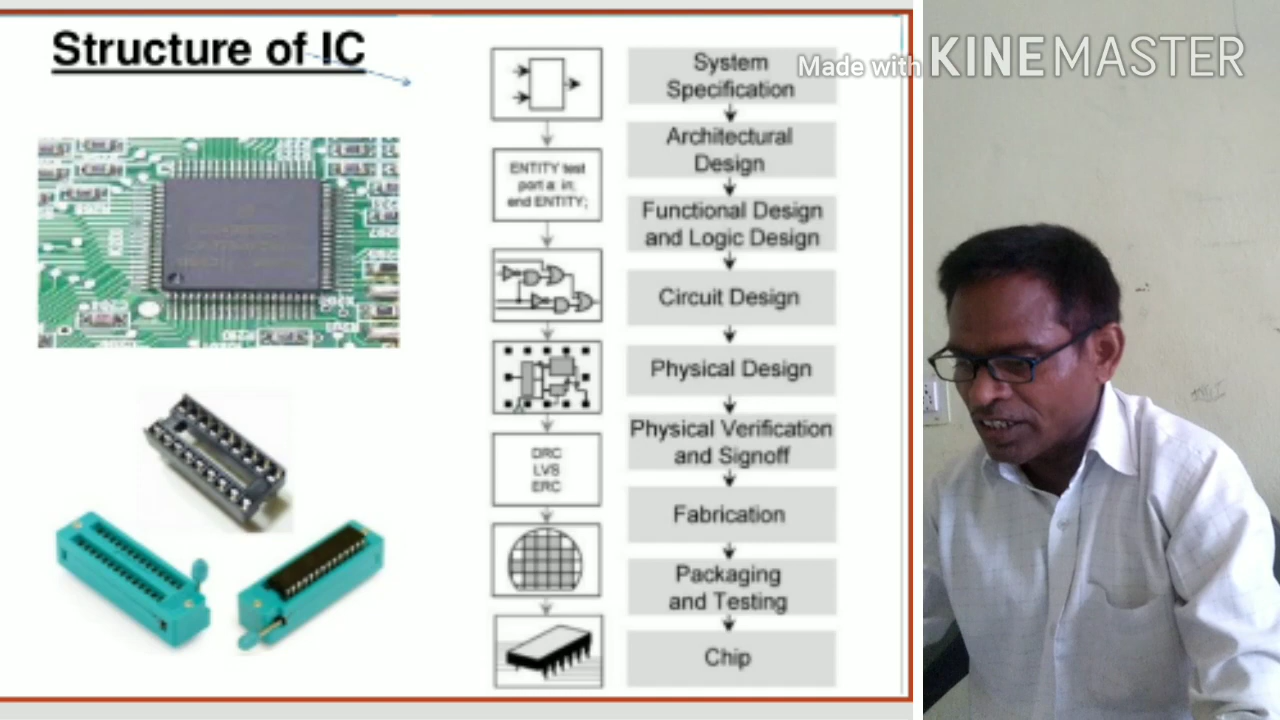 Structure of IC
ENTITY test
port a: in;
end ENTITY;
DRC
LVS
ERC
System
Specification
Architectural
Design
Functional Design
and Logic Design
Circuit Design
Physical Design
Physical Verification
and Signoff
Fabrication
Packaging
and Testing
Chip
Made with KINEMASTER